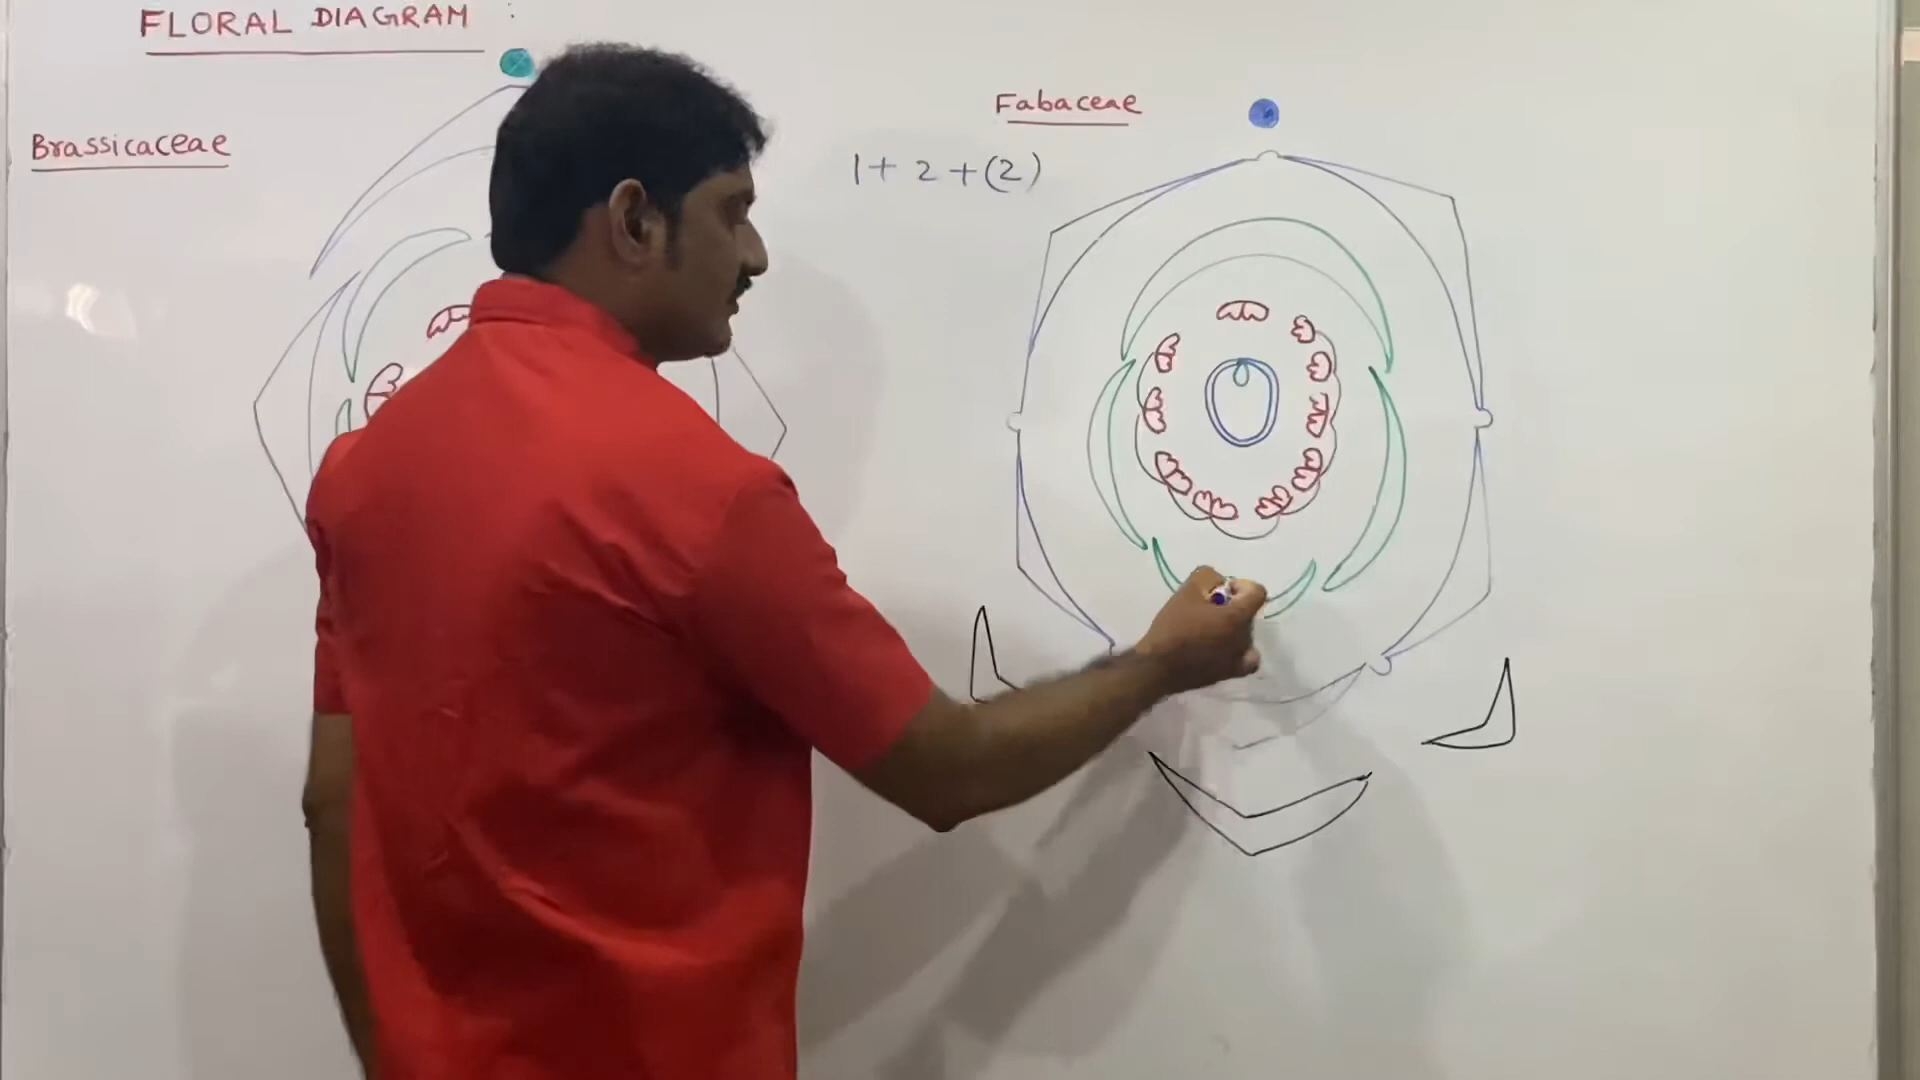 FLORAL DIAGRAM :
Brassicaceae
Fabaceae
1 + 2 + (2)